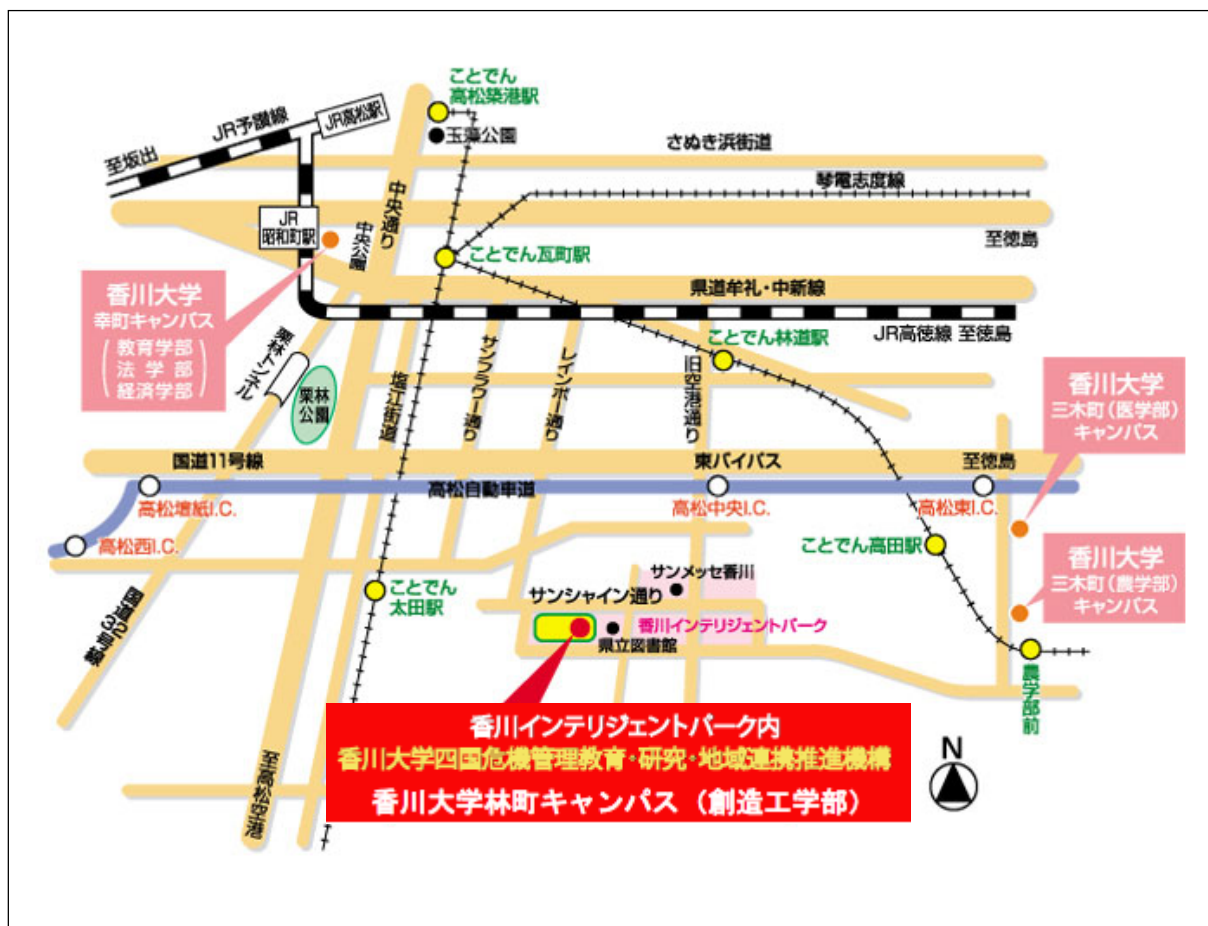 ことでん
高松築港駅
JR予讃線
JR高松駅
玉藻公園
至坂出
さぬき浜街道
琴電志度線
中央通り
JR
昭和町駅
中央公園
至徳島
ことでん瓦町駅
香川大学
幸町キャンパス
(教育学部
法学部
経済学部)
県道牟礼・中新線
JR高徳線 至徳島
ことでん林道駅
栗林トンネル
栗林
公園
塩江街道
サンフラワー通り
レインボー通り
旧空港通り
香川大学
三木町(医学部)
キャンパス
国道11号線
東バイパス
至徳島
高松自動車道
高松壇紙I.C.
高松中央I.C.
高松東I.C.
高松西I.C.
ことでん高田駅
香川大学
三木町(農学部)
キャンパス
国道23号線
ことでん
太田駅
サンメッセ香川
サンシャイン通り
香川インテリジェントパーク
県立図書館
農学部前
香川インテリジェントパーク内
香川大学四国危機管理教育・研究・地域連携推進機構
香川大学林町キャンパス(創造工学部)
至高松空港
N